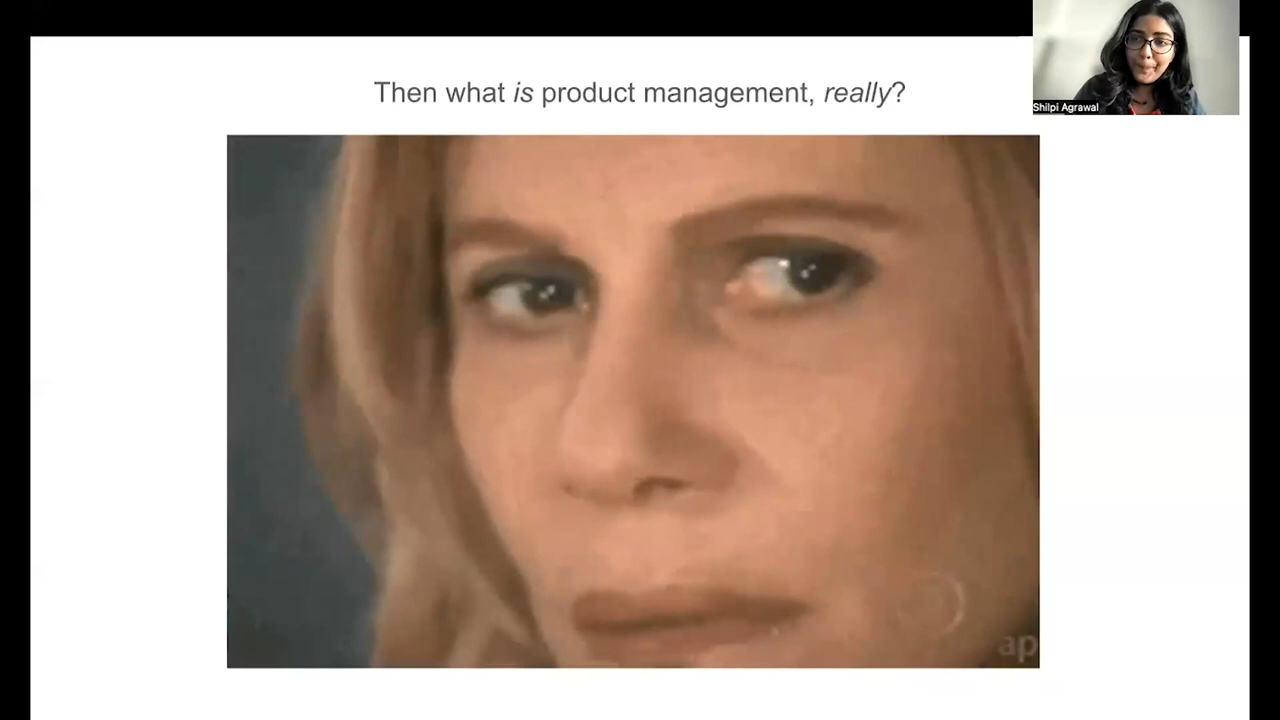 Then what is product management, really?
Shilpi Agrawal
ap